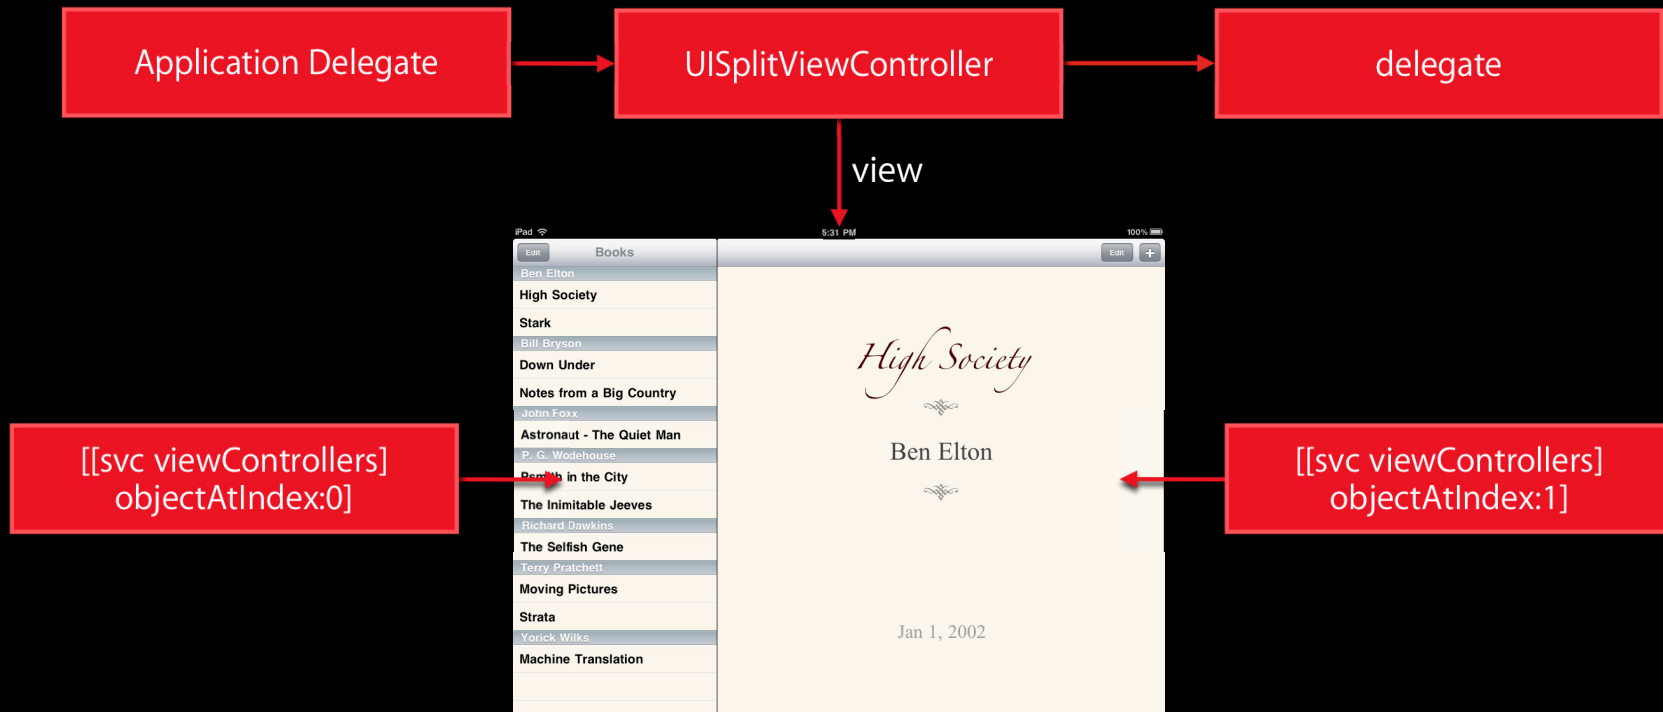 Application Delegate
UISplitViewController
delegate
view
iPad
5:31 PM
100%
Edit
Books
Edit
+
Ben Elton
High Society
Stark
Bill Bryson
Down Under
Notes from a Big Country
John Foxx
Astronaut - The Quiet Man
P. G. Wodehouse
Psmith in the City
The Inimitable Jeeves
Richard Dawkins
The Selfish Gene
Terry Pratchett
Moving Pictures
Strata
Yorick Wilks
Machine Translation
High Society
Ben Elton
Jan 1, 2002
[[svc viewControllers]
objectAtIndex:0]
[[svc viewControllers]
objectAtIndex:1]